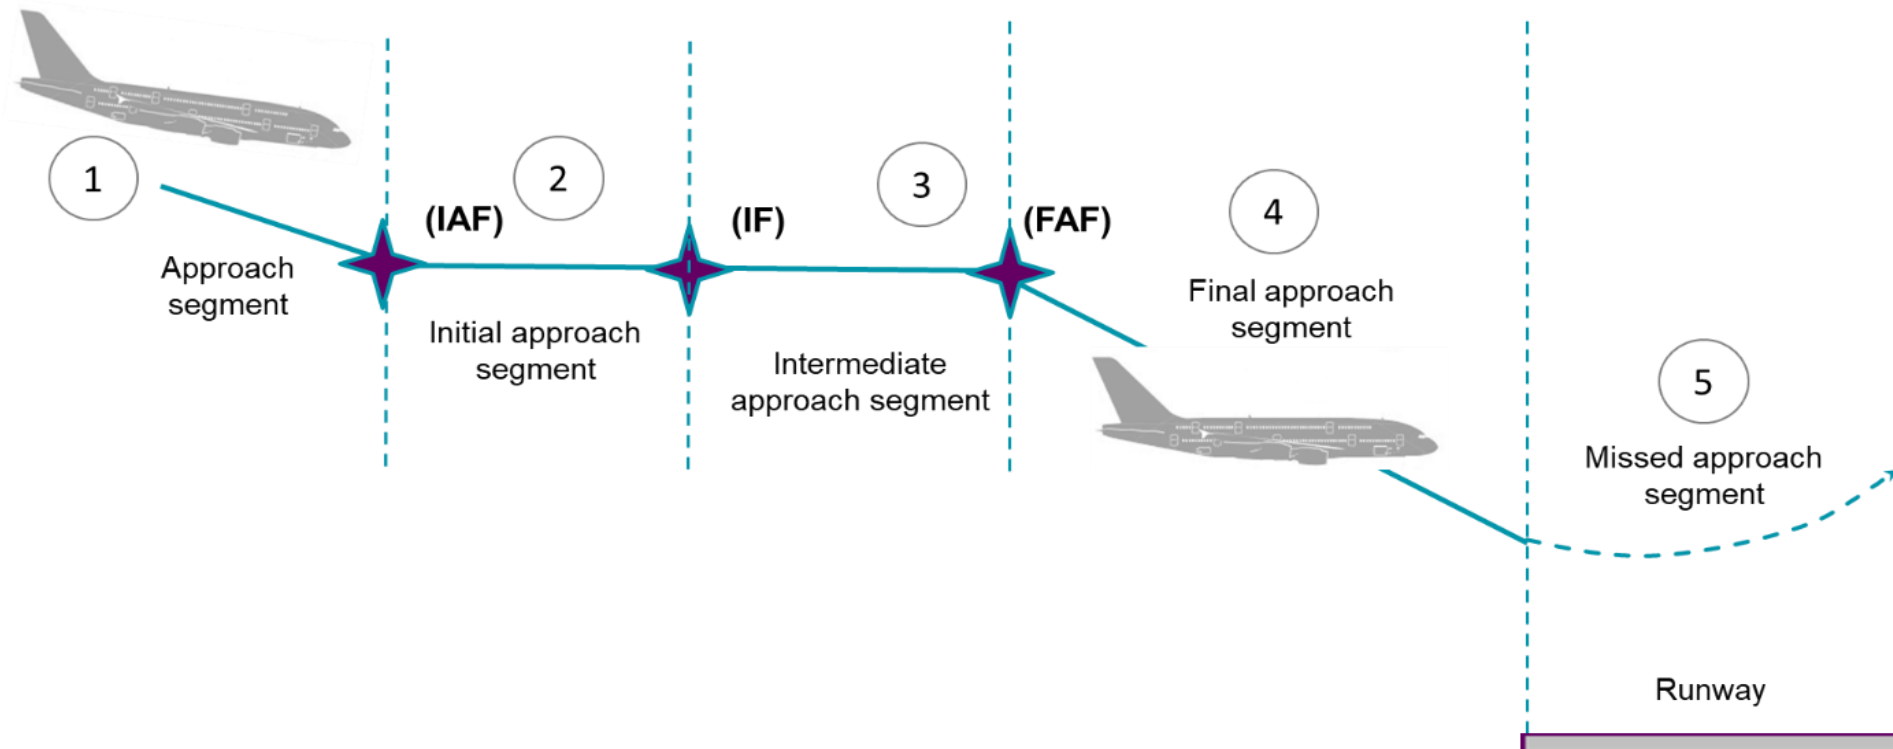 1
Approach
segment
(IAF)
2
Initial approach
segment
(IF)
3
Intermediate
approach segment
(FAF)
4
Final approach
segment
5
Missed approach
segment
Runway